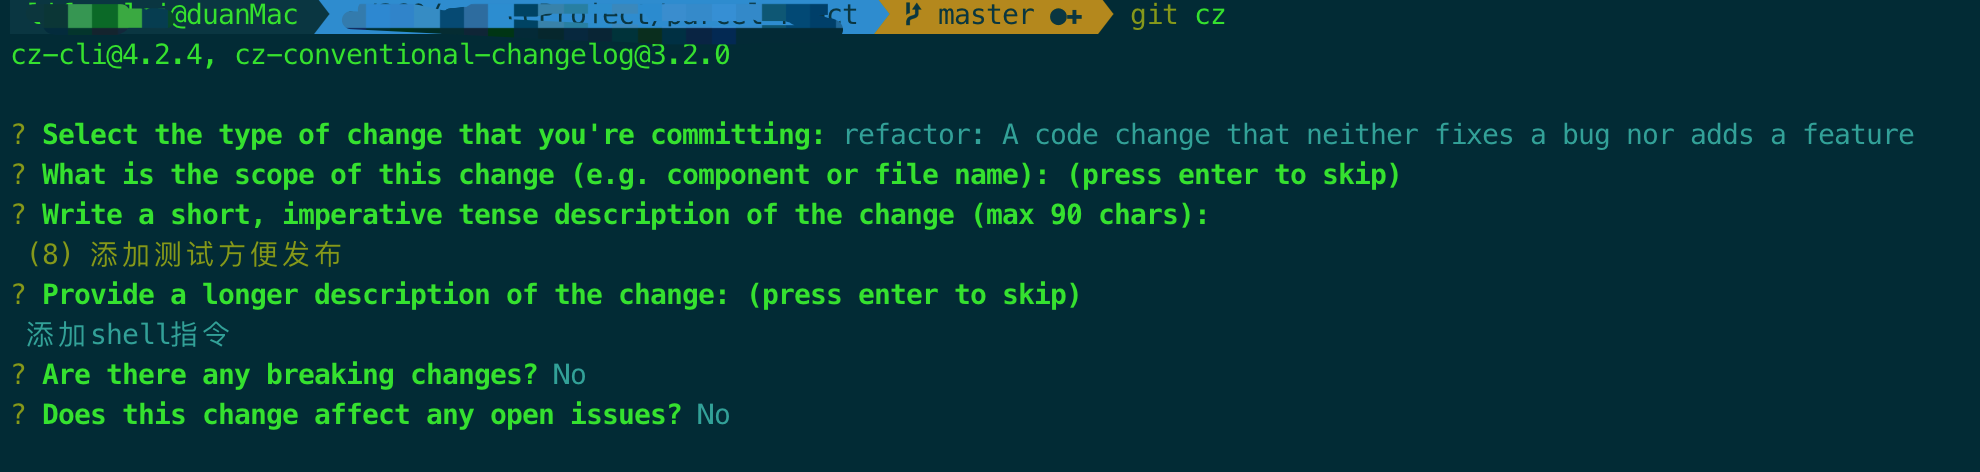 @duanMac master ●+ git cz
cz-cli@4.2.4, cz-conventional-changelog@3.2.0
? Select the type of change that you're committing: refactor: A code change that neither fixes a bug nor adds a feature
? What is the scope of this change (e.g. component or file name): (press enter to skip)
? Write a short, imperative tense description of the change (max 90 chars):
(8) 添加测试方便发布
? Provide a longer description of the change: (press enter to skip)
添加shell指令
? Are there any breaking changes? No
? Does this change affect any open issues? No